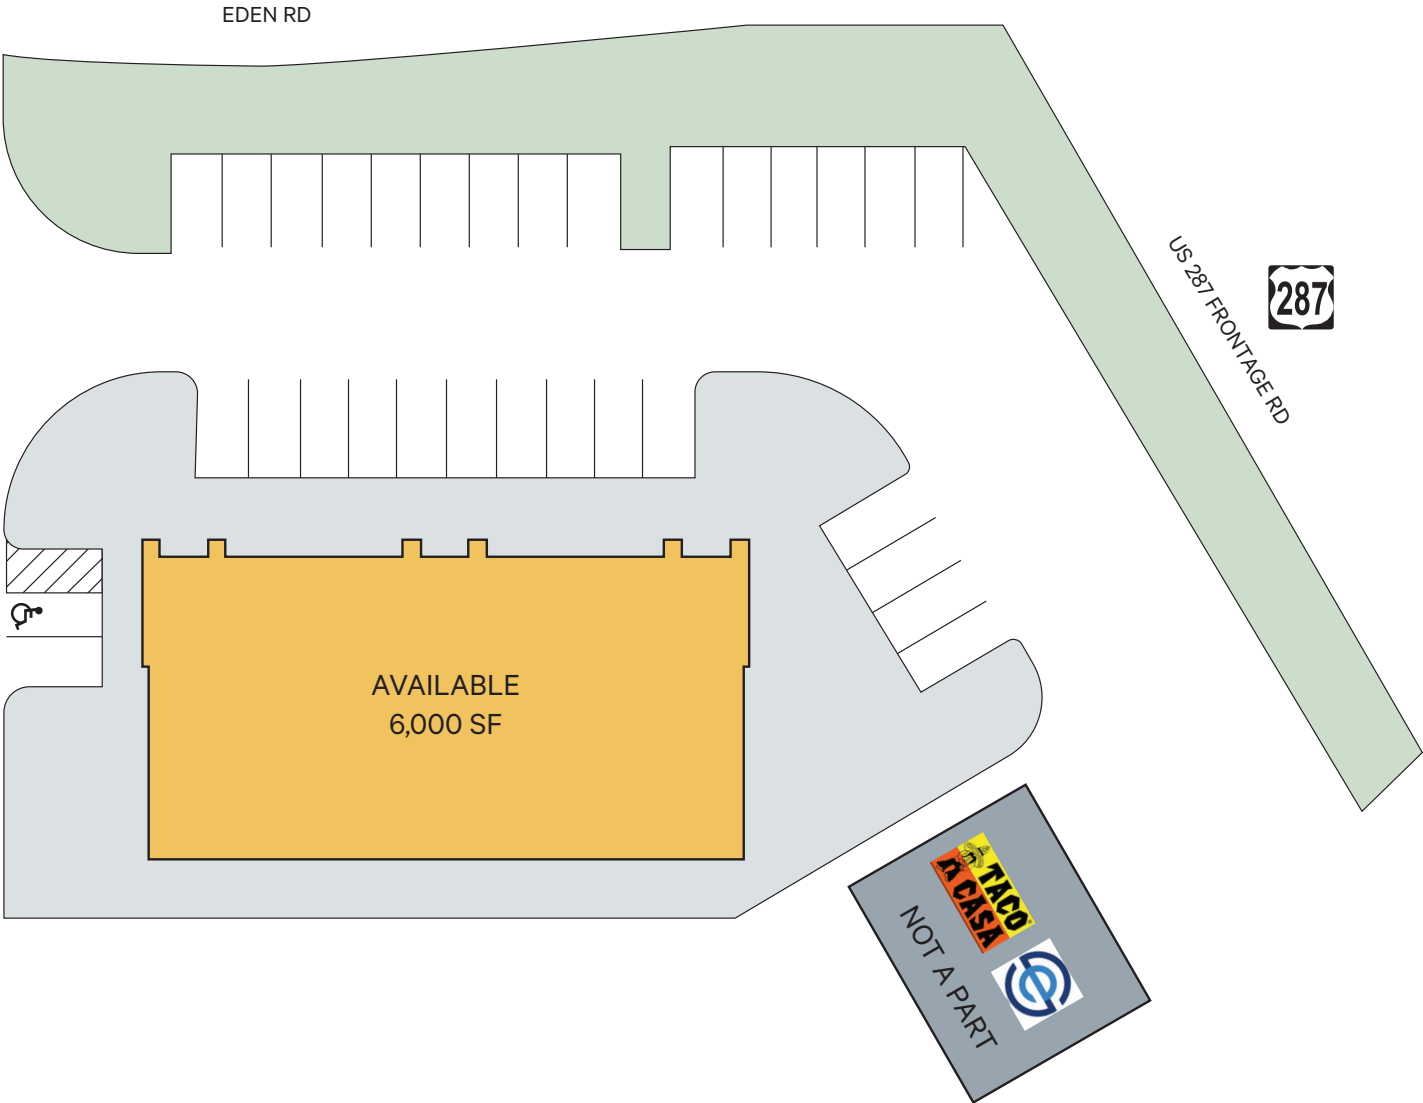 EDEN RD
US 287 FRONTAGE RD
287
AVAILABLE
6,000 SF
TACO
CASA
NOT A PART